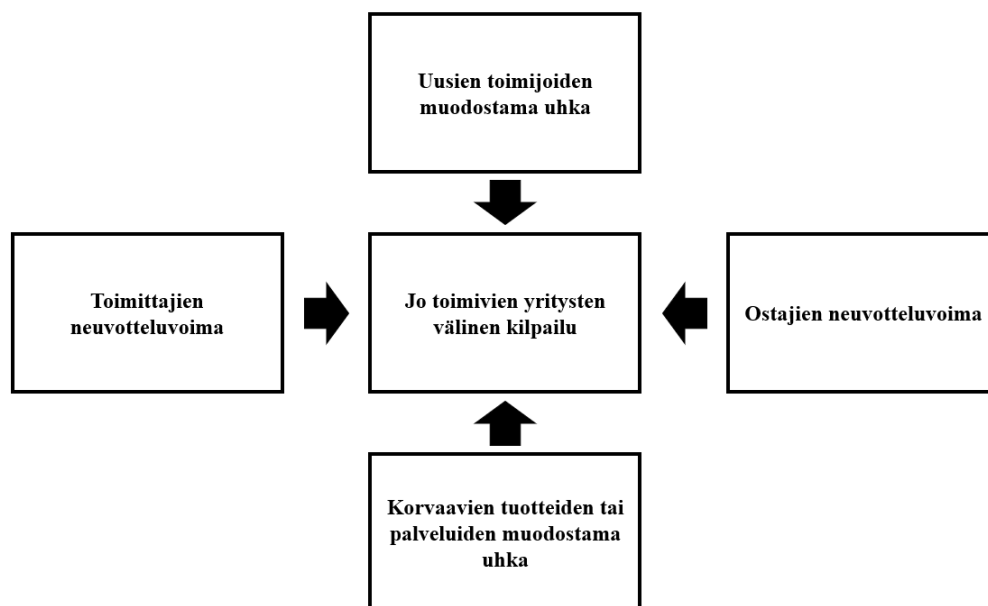 Uusien toimijoiden
muodostama uhka
Toimittajien
neuvotteluvoima
Jo toimivien yritysten
välinen kilpailu
Ostajien neuvotteluvoima
Korvaavien tuotteiden tai
palveluiden muodostama
uhka